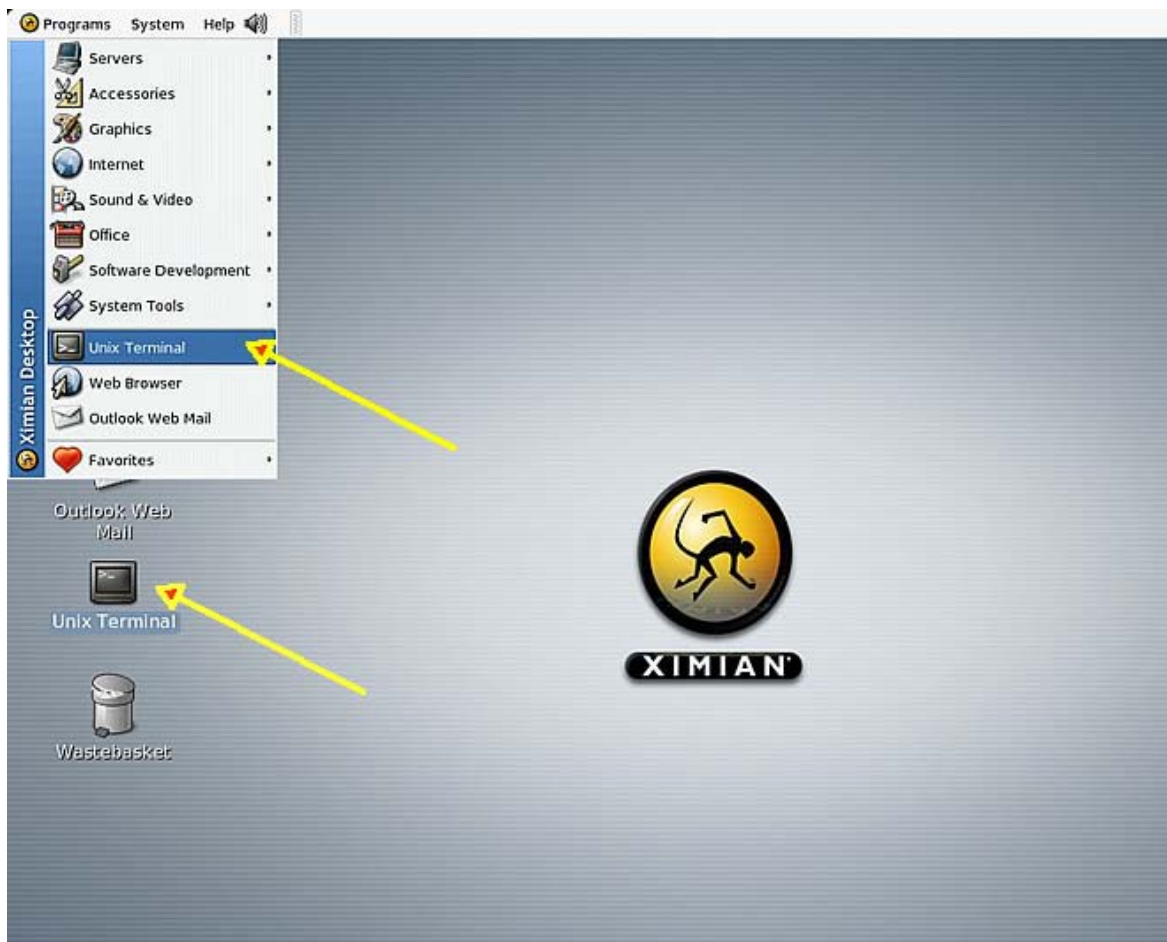 Programs System Help
Servers
Accessories
Graphics
Internet
Sound & Video
Office
Software Development
System Tools
Unix Terminal
Web Browser
Outlook Web Mail
Favorites
Ximian Desktop
Outlook Web
Mail
Unix Terminal
Wastebasket
XIMIAN